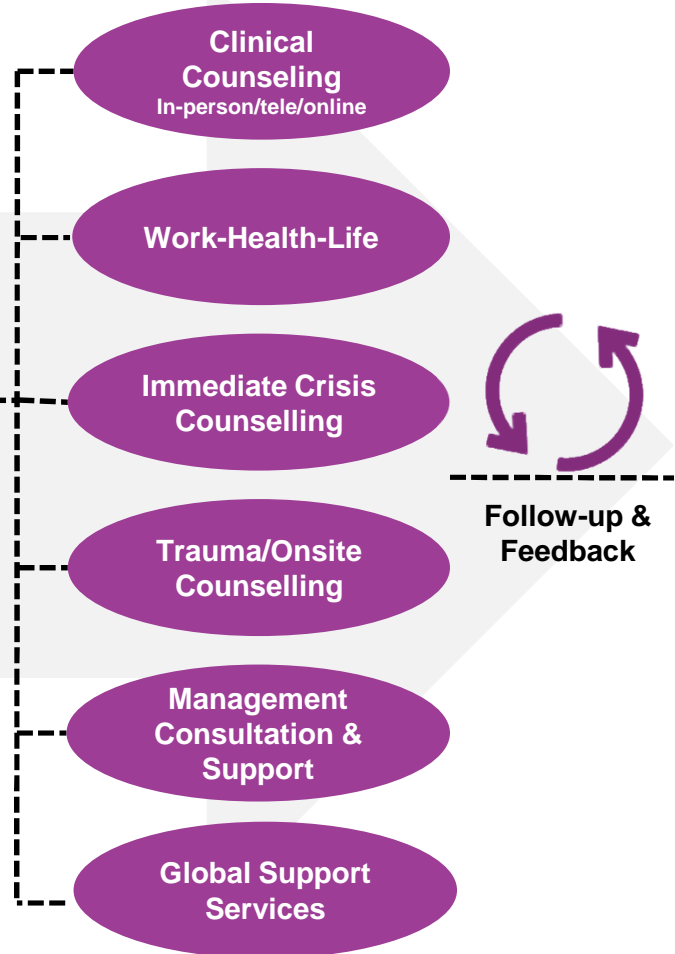 Clinical
Counseling
In-person/tele/online
Work-Health-Life
Immediate Crisis
Counselling
Follow-up &
Feedback
Trauma/Onsite
Counselling
Management
Consultation &
Support
Global Support
Services